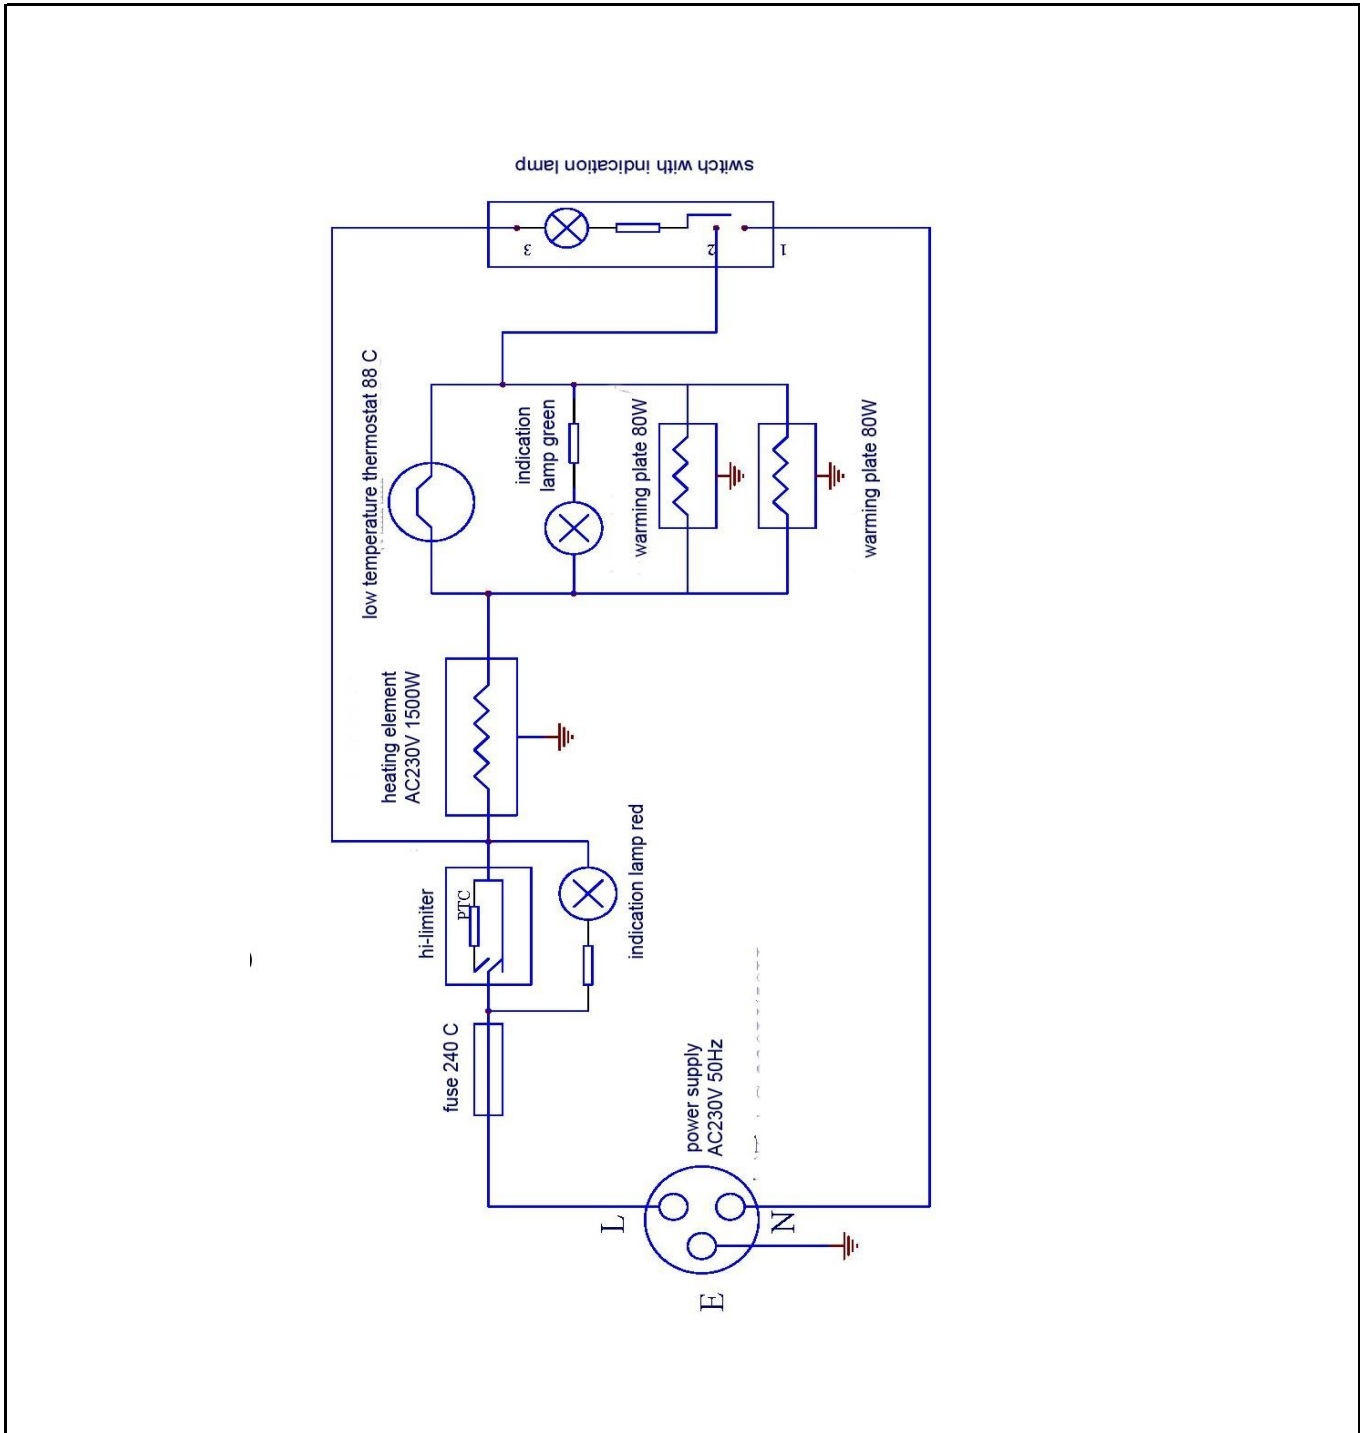 switch with indication lamp
3
2
1
low temperature thermostat 88 C
indication
lamp green
warming plate 80W
warming plate 80W
heating element
AC230V 1500W
hi-limiter
PTC
indication lamp red
fuse 240 C
power supply
AC230V 50Hz
L
N
E